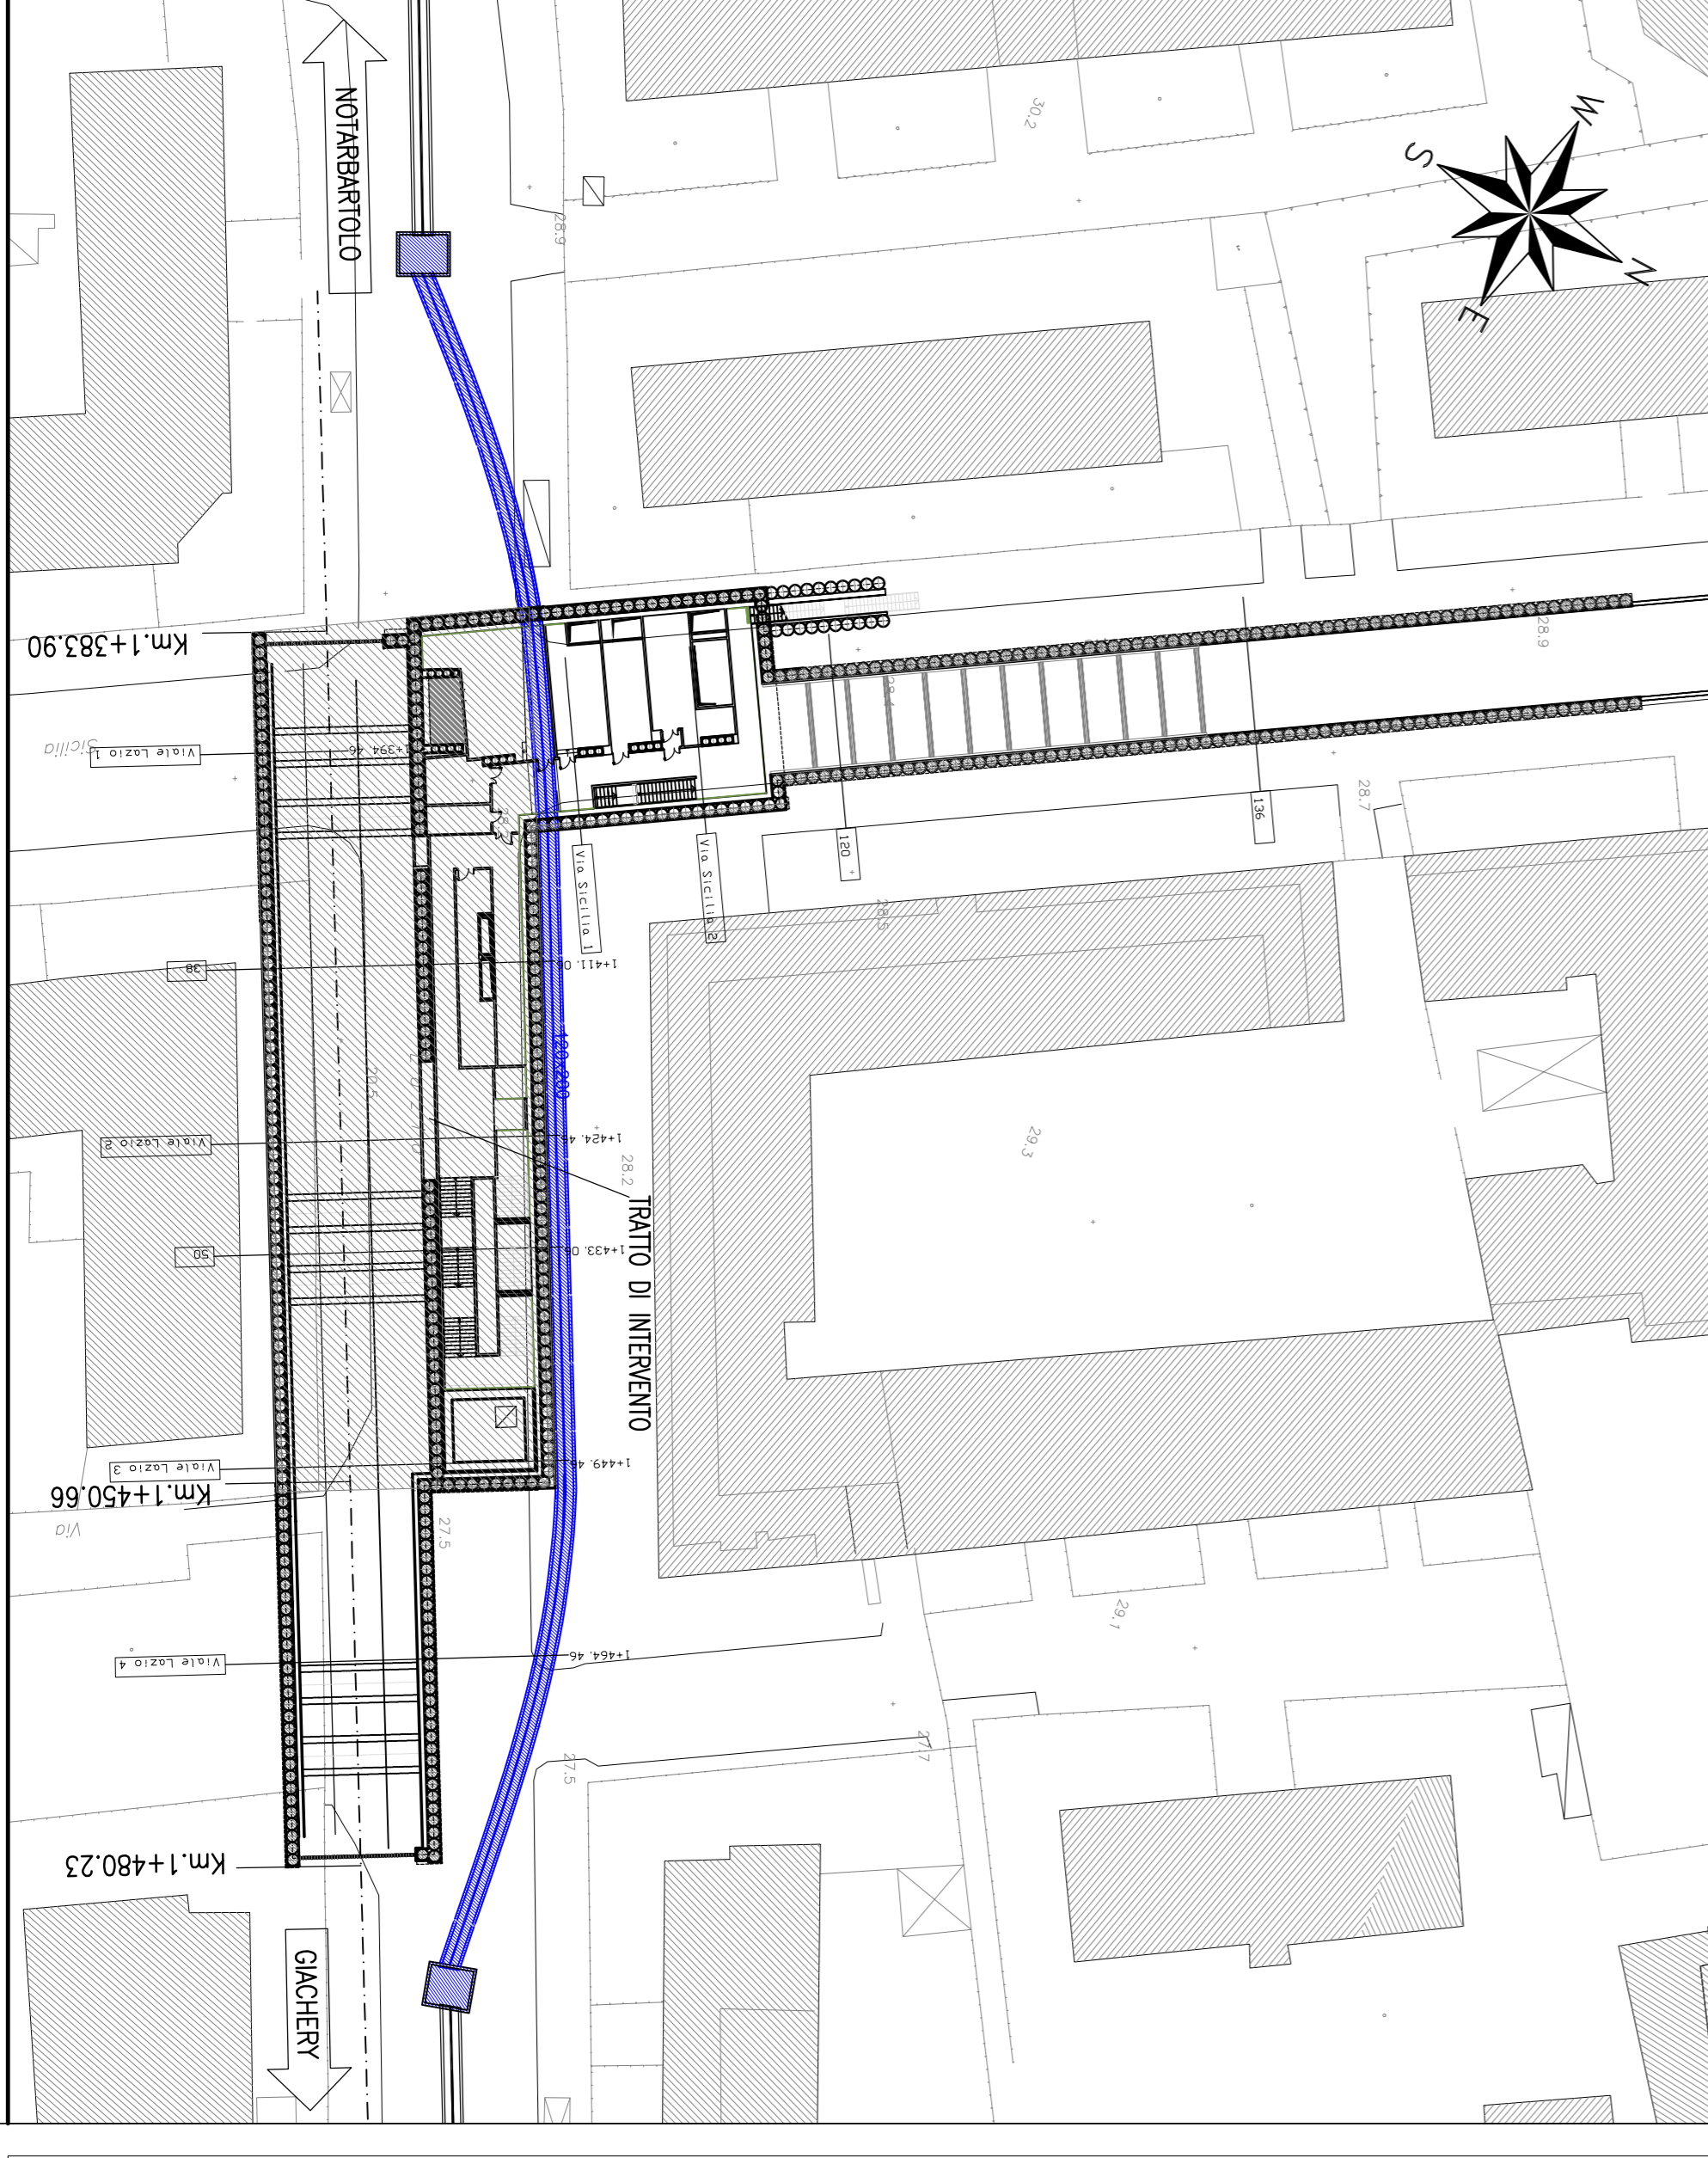 NOTARBARTOLO
30.2
W
S
N
E
28.9
Km.1+383.90
28.9
Sicilia
Viale Lazio 1
1+394.46
28.7
136
120
Via Sicilia 1
Via Sicilia 2
28.5
38
1+411.06
120x200
Viale Lazio 2
1+424.46
29.3
28.2
TRATTO DI INTERVENTO
50
1+433.06
Viale Lazio 3
1+449.46
Km.1+450.66
Via
27.5
29.1
Viale Lazio 4
1+464.46
27.7
27.5
Km.1+480.23
GIACHERY